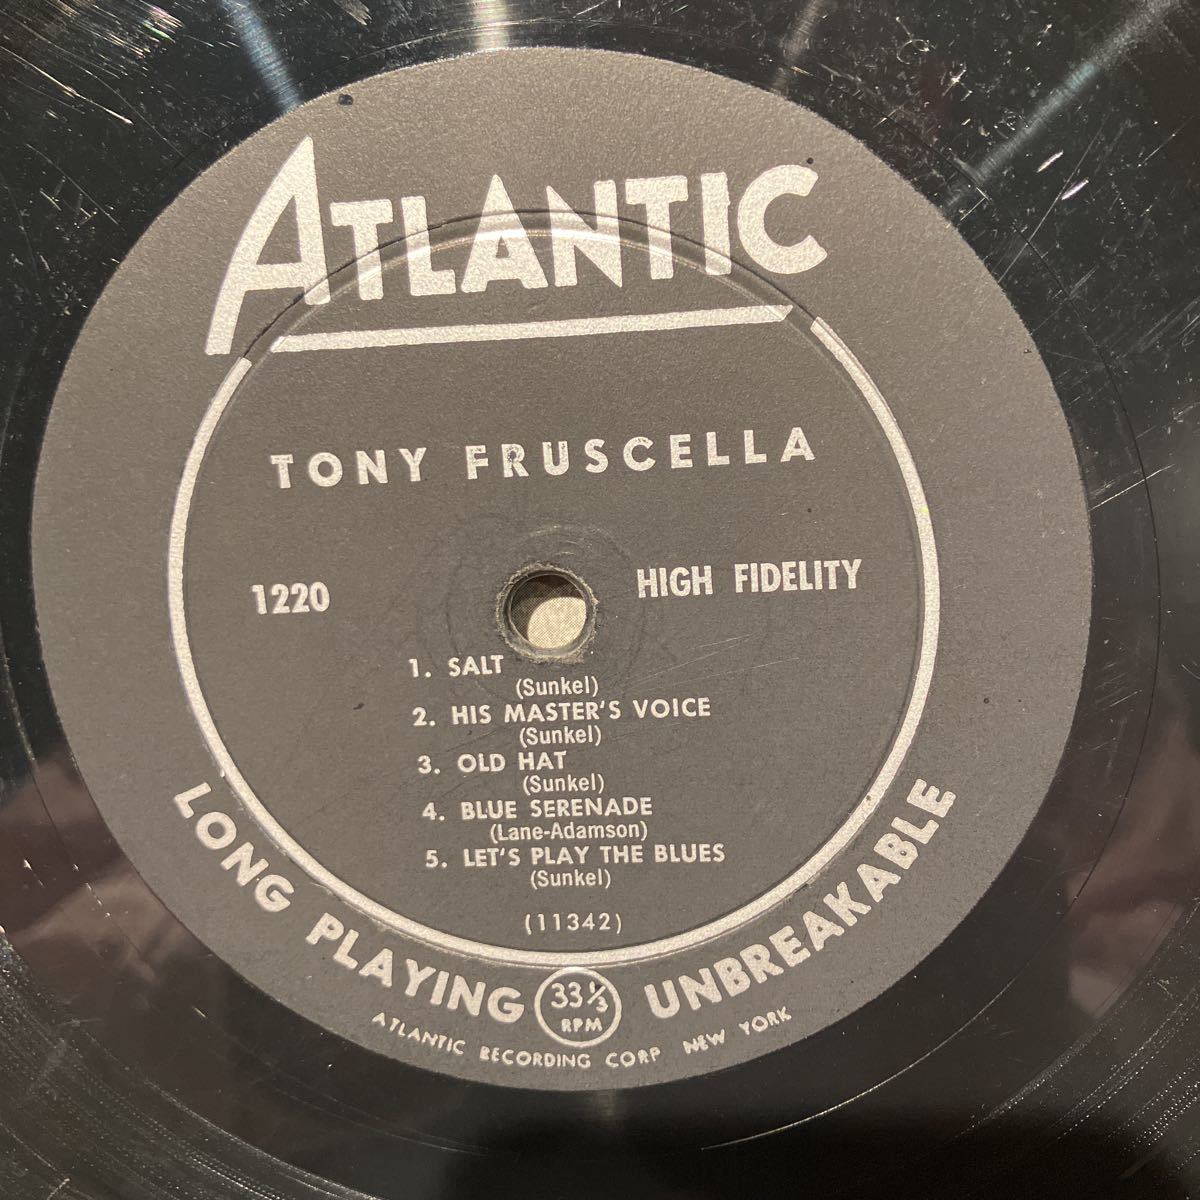 ATLANTIC
TONY FRUSCELLA
1220
HIGH FIDELITY
1. SALT
(Sunkel)
2. HIS MASTER'S VOICE
(Sunkel)
3. OLD HAT
(Sunkel)
4. BLUE SERENADE
(Lane-Adamson)
5. LET'S PLAY THE BLUES
(Sunkel)
(11342)
LONG PLAYING 33⅓ RPM UNBREAKABLE
ATLANTIC RECORDING CORP NEW YORK